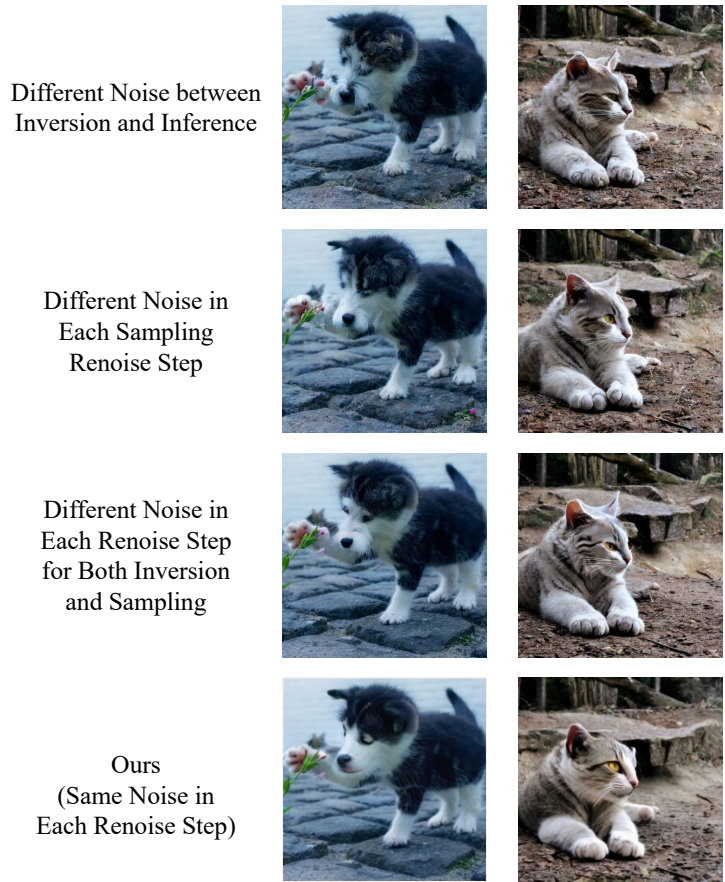 Different Noise between
Inversion and Inference
Different Noise in
Each Sampling
Renoise Step
Different Noise in
Each Renoise Step
for Both Inversion
and Sampling
Ours
(Same Noise in
Each Renoise Step)